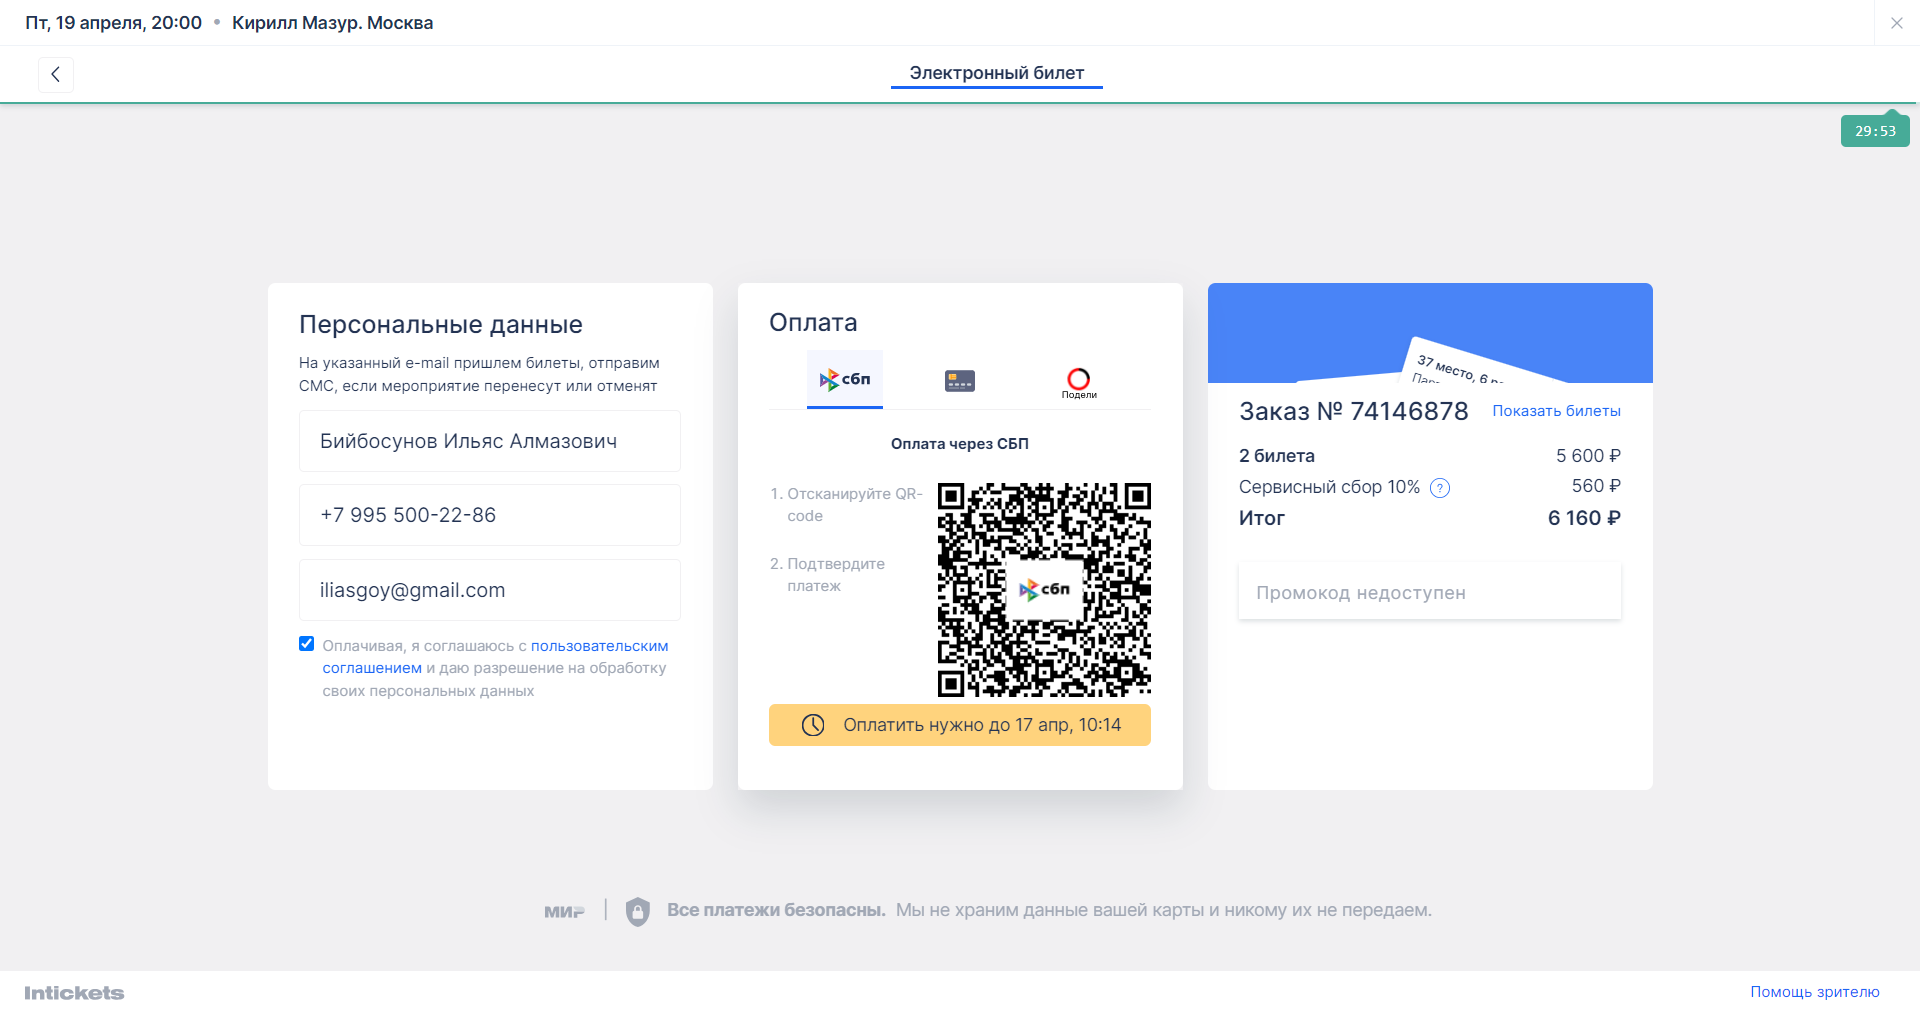 Пт, 19 апреля, 20:00 • Кирилл Мазур. Москва
Электронный билет
29:53
Персональные данные
На указанный e-mail пришлем билеты, отправим
СМС, если мероприятие перенесут или отменят
Бийбосунов Ильяс Алмазович
+7 995 500-22-86
iliasgoy@gmail.com
Оплачивая, я соглашаюсь с пользовательским
соглашением и даю разрешение на обработку
своих персональных данных
Оплата
сбп
Подели
Оплата через СБП
1. Отсканируйте QR-
code
2. Подтвердите
платеж
сбп
Оплатить нужно до 17 апр, 10:14
37 место, 6
Заказ № 74146878 Показать билеты
2 билета 5 600 ₽
Сервисный сбор 10% ? 560 ₽
Итог 6 160 ₽
Промокод недоступен
МИР | Все платежи безопасны. Мы не храним данные вашей карты и никому их не передаем.
Intickets
Помощь зрителю